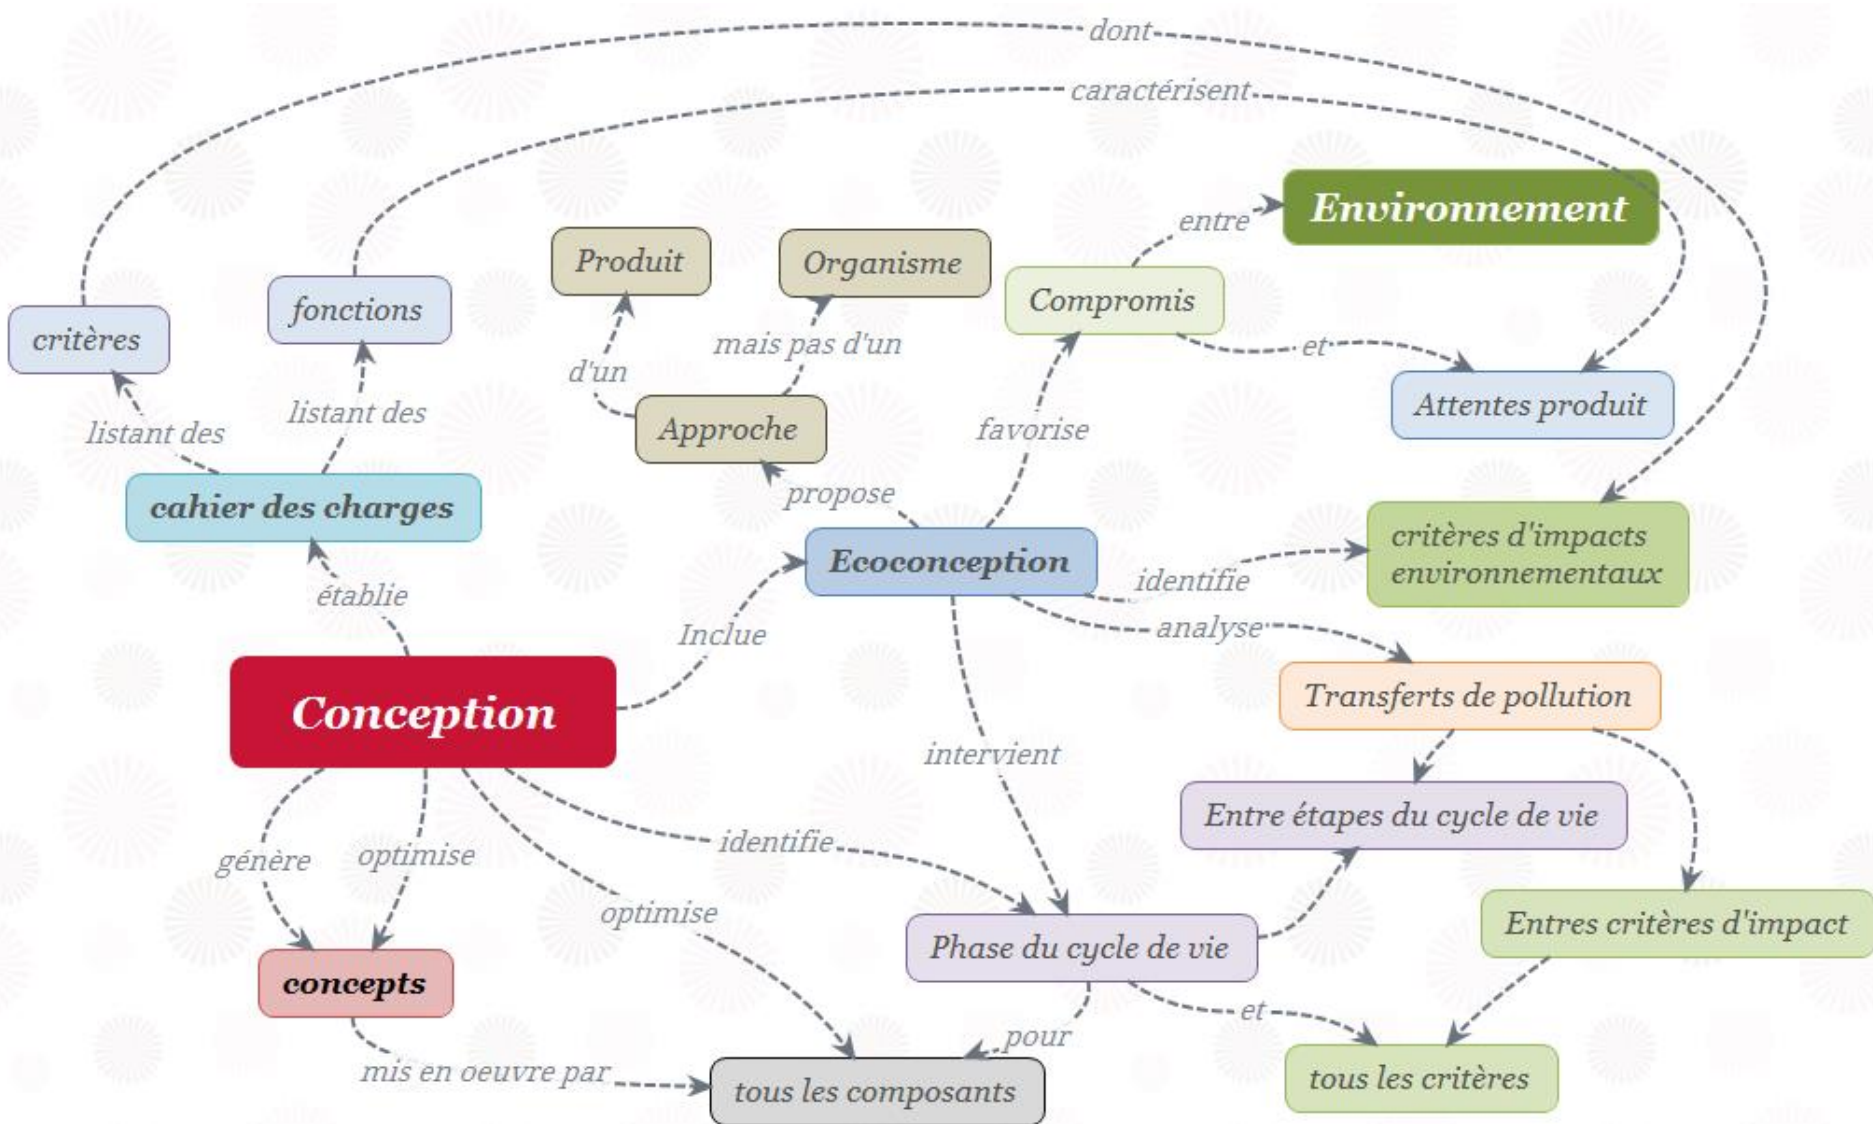 dont
caractérisent
Environnement
entre
Produit
Organisme
Compromis
fonctions
critères
mais pas d'un
et
d'un
Attentes produit
listant des
listant des
Approche
favorise
propose
cahier des charges
critères d'impacts
environnementaux
Ecoconception
identifie
établie
Inclue
analyse
Transferts de pollution
Conception
intervient
Entre étapes du cycle de vie
génère
optimise
identifie
optimise
Entres critères d'impact
Phase du cycle de vie
concepts
et
pour
mis en oeuvre par
tous les composants
tous les critères